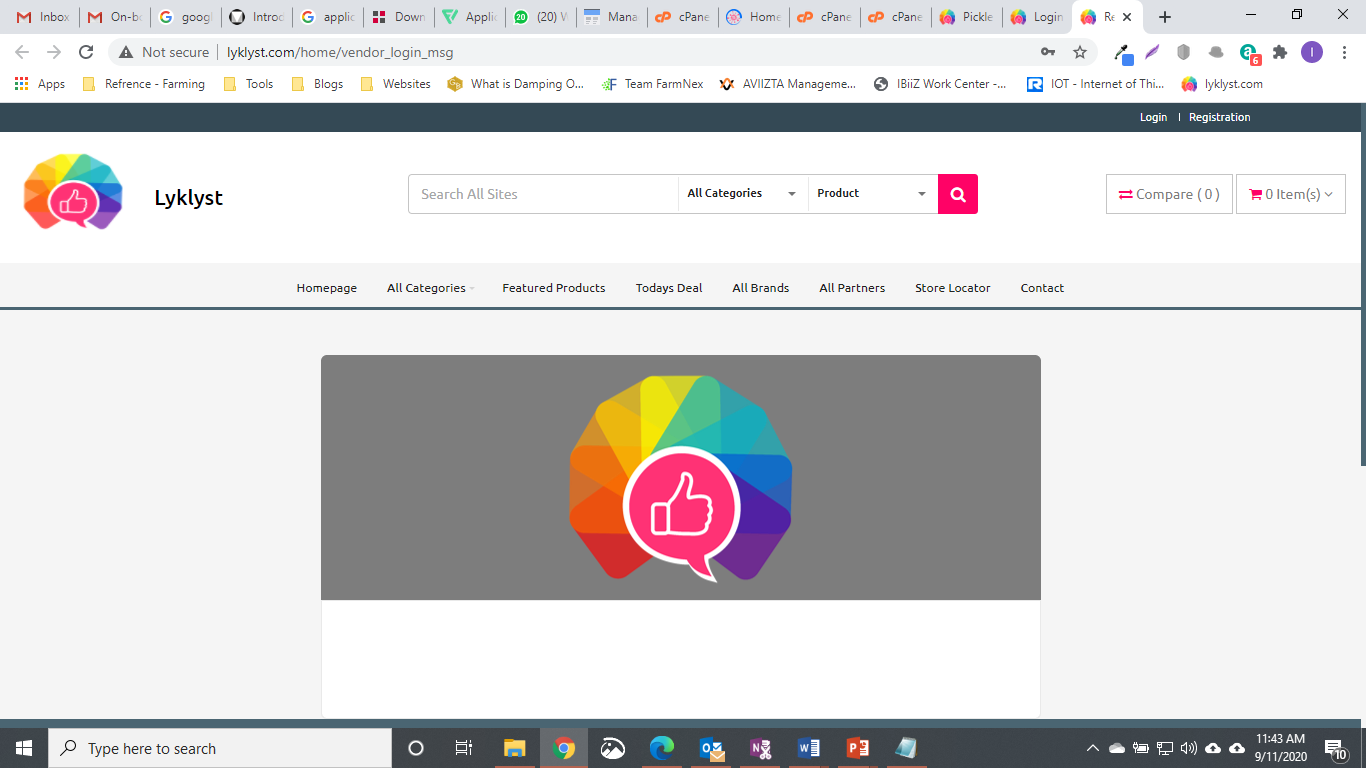 Inbox On-bo googl Introd applic Down Applic (20) W Mana cPane Home cPane cPane Pickle Login Re
Not secure lyklyst.com/home/vendor_login_msg
Apps Refrence - Farming Tools Blogs Websites What is Damping O... Team FarmNex AVIIZTA Manageme... IBiiZ Work Center -... IOT - Internet of Thi... lyklyst.com
Login | Registration
Lyklyst Search All Sites All Categories Product Compare ( 0 ) 0 Item(s)
Homepage All Categories Featured Products Todays Deal All Brands All Partners Store Locator Contact
Type here to search
11:43 AM
9/11/2020